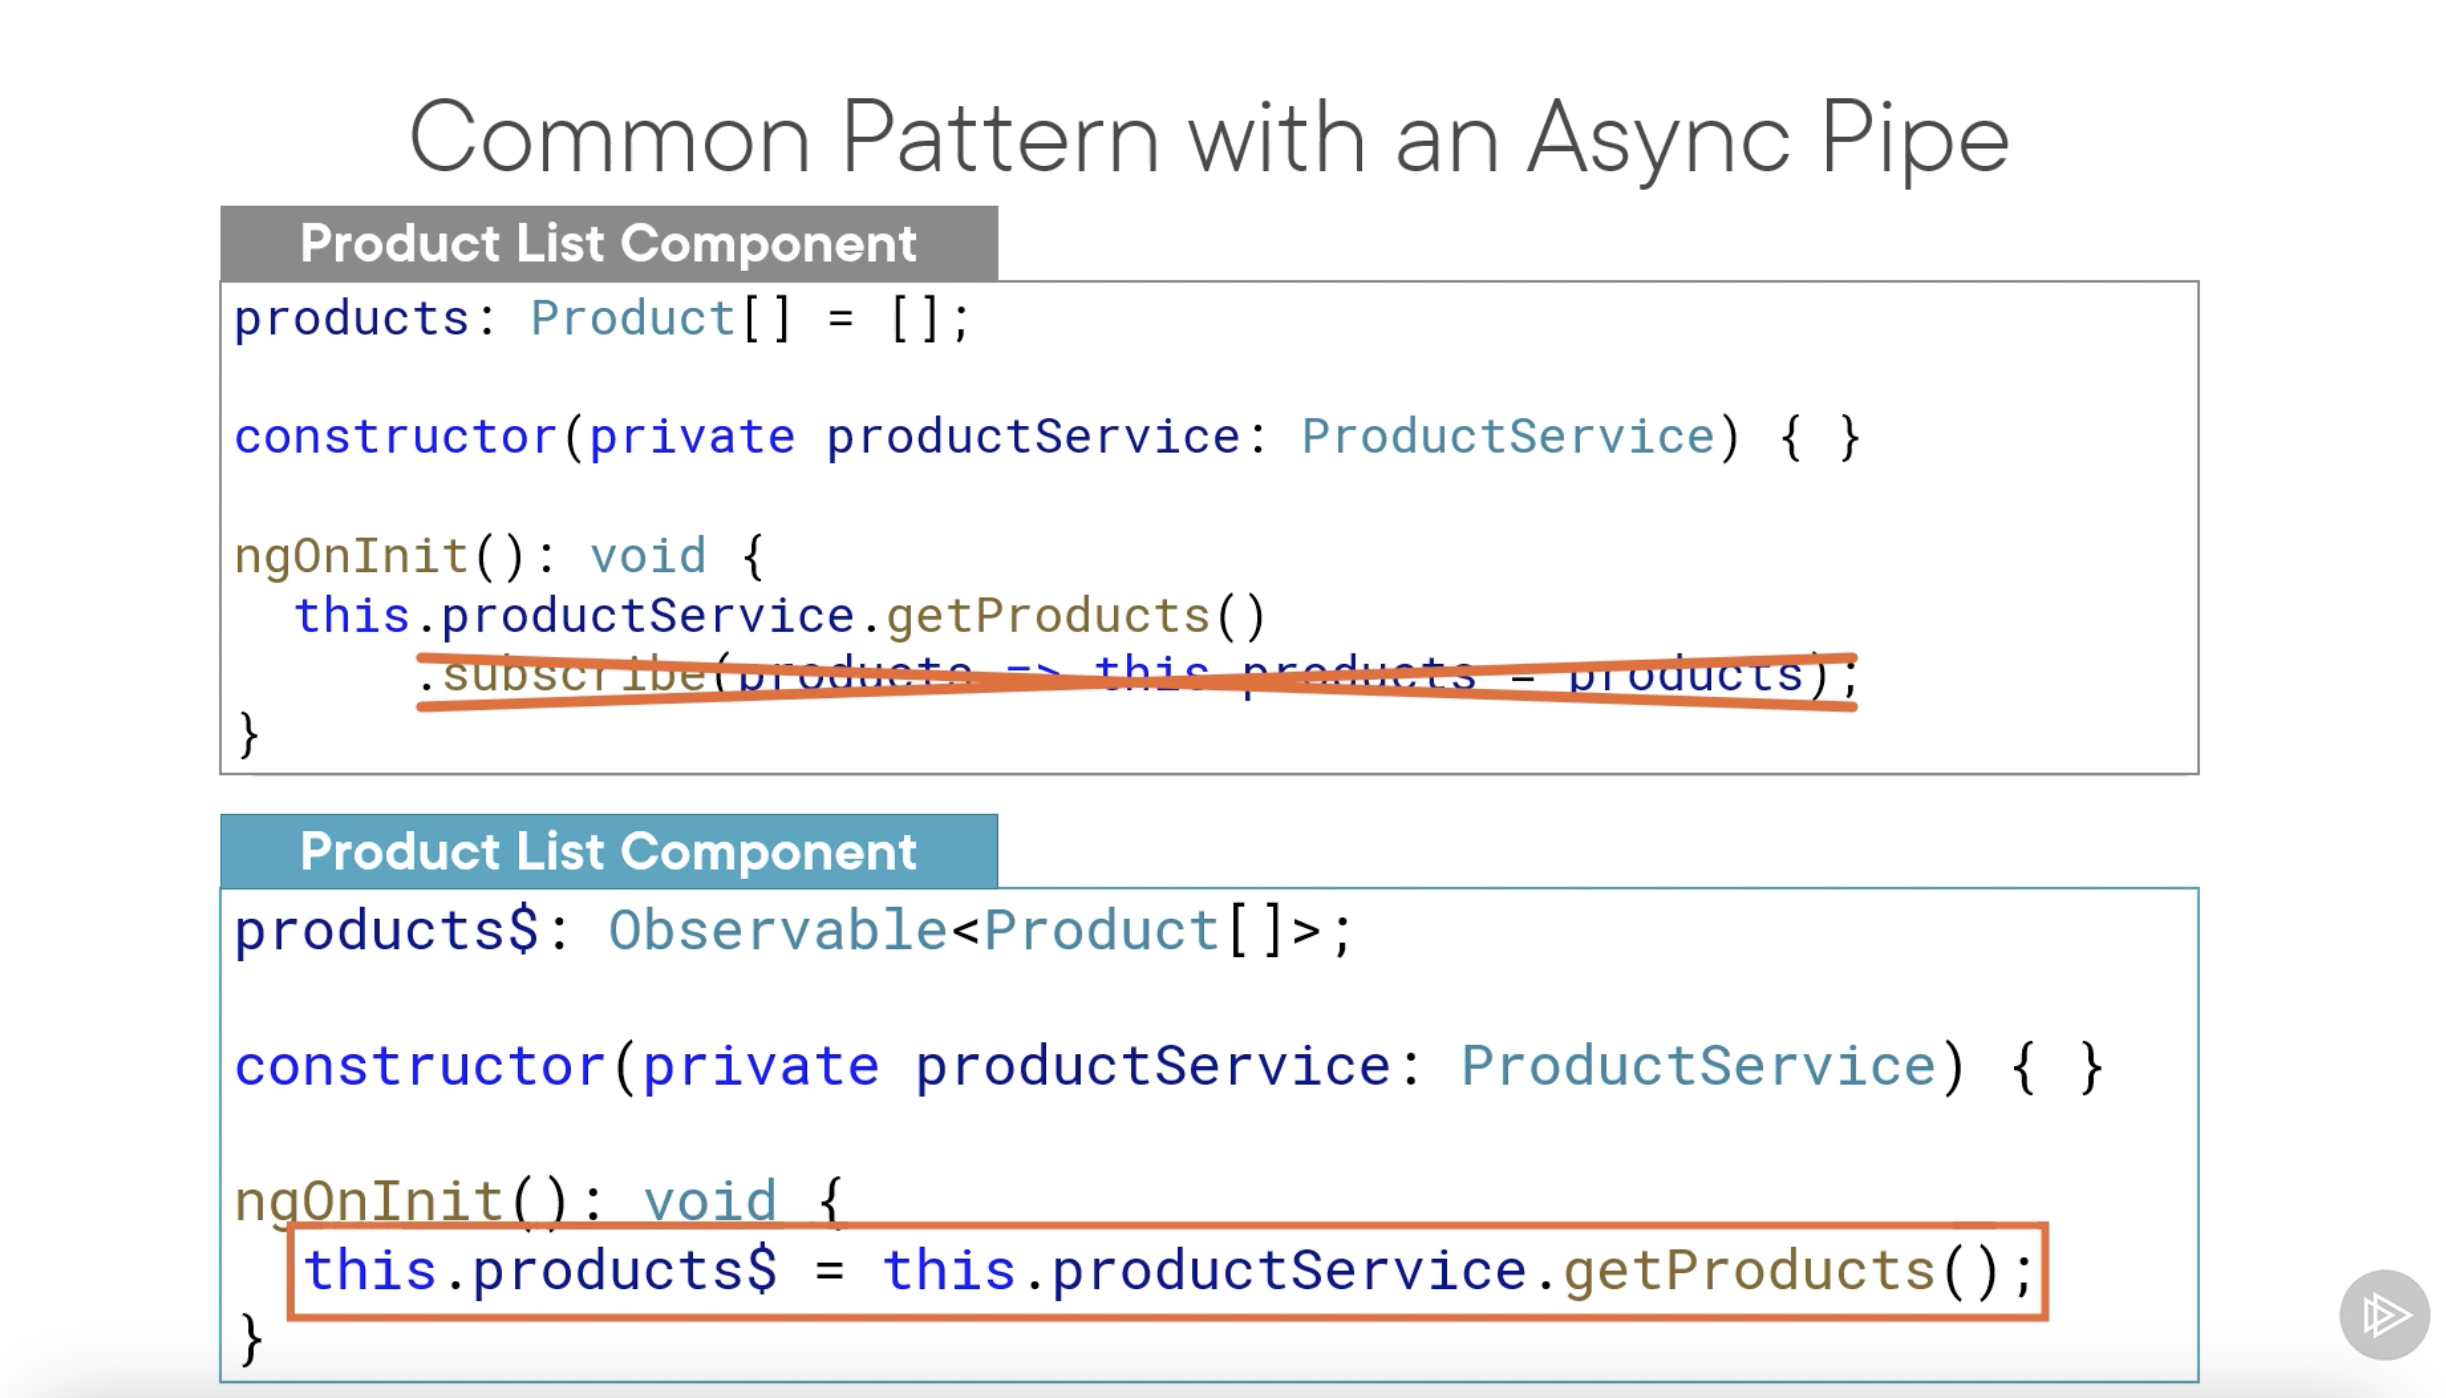 Common Pattern with an Async Pipe
Product List Component
products: Product[] = [];
constructor(private productService: ProductService) { }
ngOnInit(): void {
this.productService.getProducts()
.subscribe(products => this.products = products);
}
Product List Component
products$: Observable<Product[]>;
constructor(private productService: ProductService) { }
ngOnInit(): void {
this.products$ = this.productService.getProducts();
}